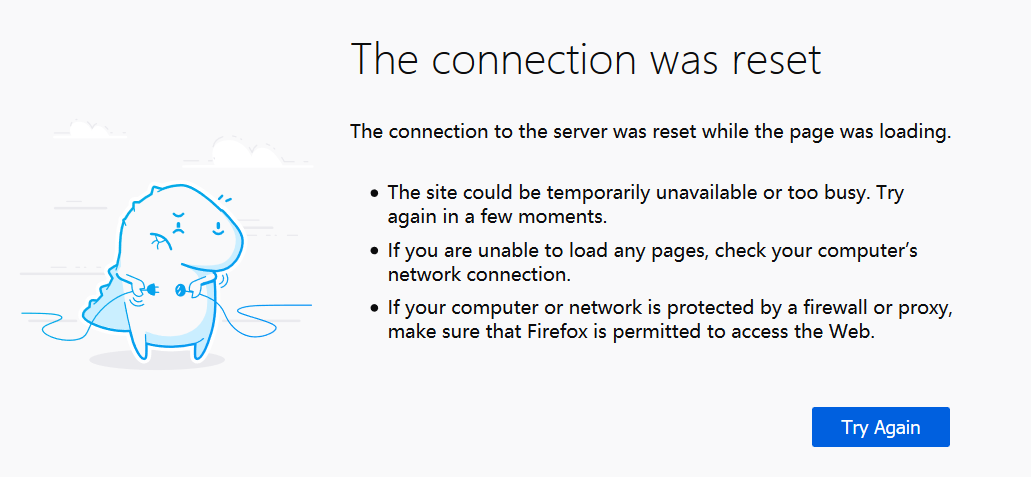 The connection was reset
The connection to the server was reset while the page was loading.
• The site could be temporarily unavailable or too busy. Try
again in a few moments.
• If you are unable to load any pages, check your computer’s
network connection.
• If your computer or network is protected by a firewall or proxy,
make sure that Firefox is permitted to access the Web.
Try Again